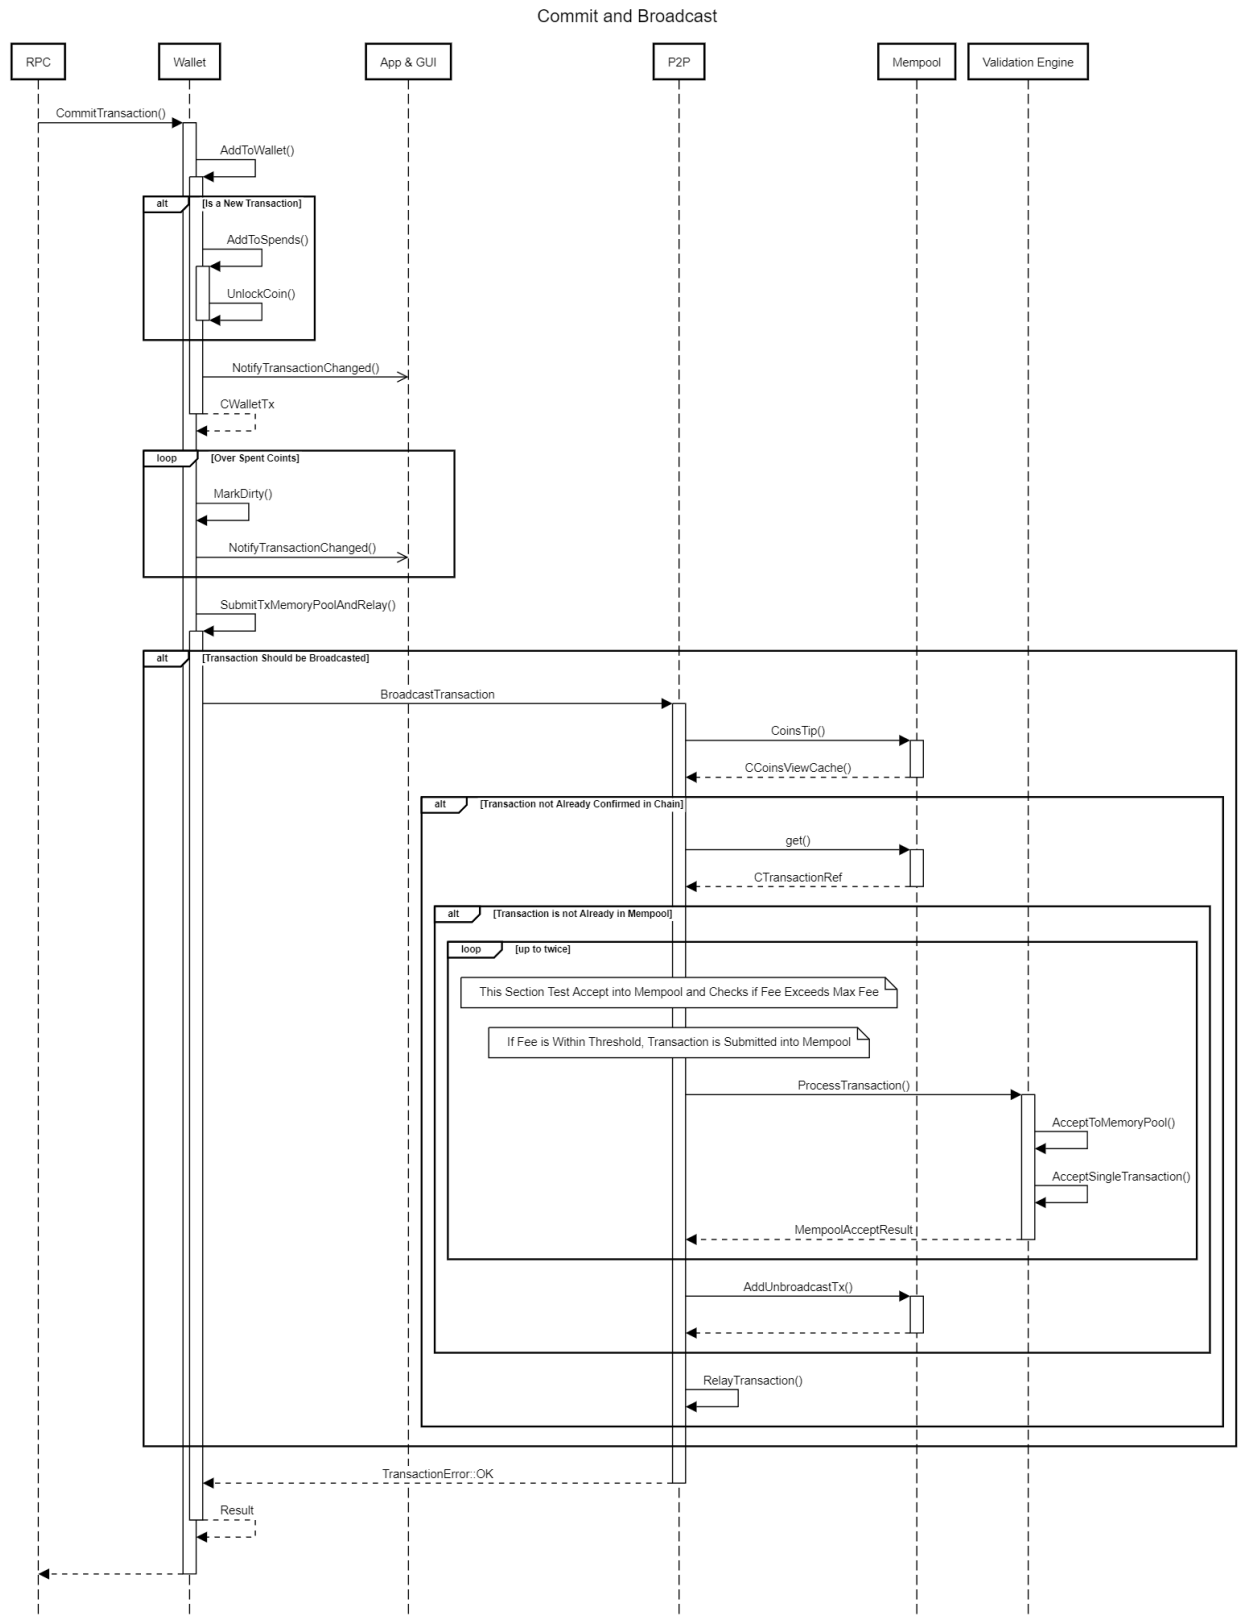 Commit and Broadcast
RPC
Wallet
App & GUI
P2P
Mempool
Validation Engine
CommitTransaction()
AddToWallet()
alt
[Is a New Transaction]
AddToSpends()
UnlockCoin()
NotifyTransactionChanged()
CWalletTx
loop
[Over Spent Coints]
MarkDirty()
NotifyTransactionChanged()
SubmitTxMemoryPoolAndRelay()
alt
[Transaction Should be Broadcasted]
BroadcastTransaction
CoinsTip()
CCoinsViewCache()
alt
[Transaction not Already Confirmed in Chain]
get()
CTransactionRef
alt
[Transaction is not Already in Mempool]
loop
[up to twice]
This Section Test Accept into Mempool and Checks if Fee Exceeds Max Fee
If Fee is Within Threshold, Transaction is Submitted into Mempool
ProcessTransaction()
AcceptToMemoryPool()
AcceptSingleTransaction()
MempoolAcceptResult
AddUnbroadcastTx()
RelayTransaction()
TransactionError::OK
Result